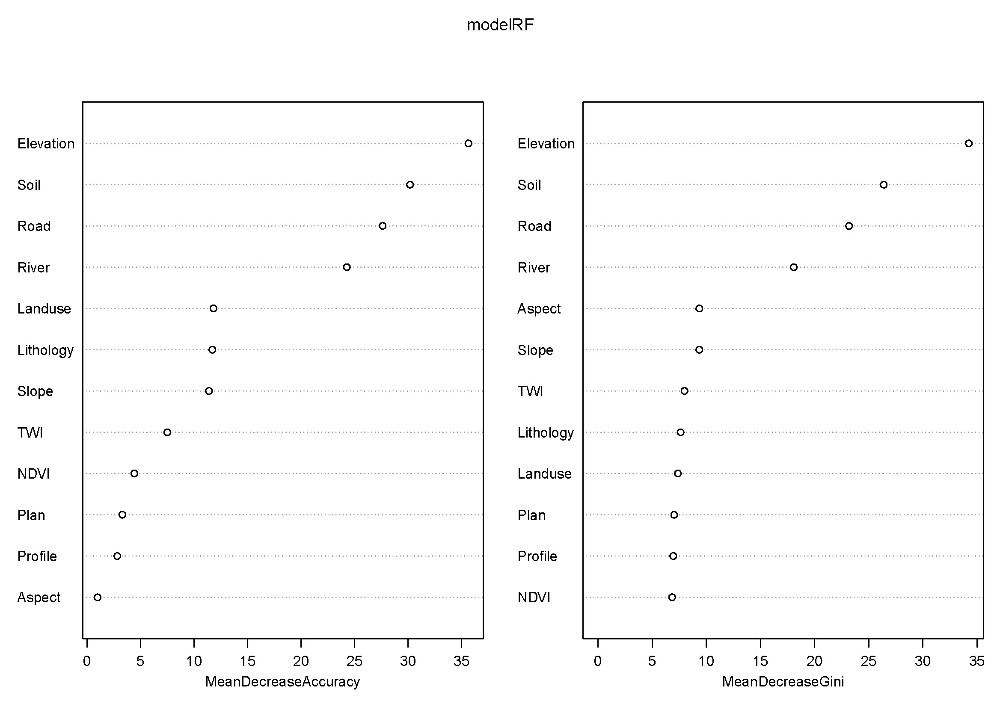 modelRF
Elevation
Soil
Road
River
Landuse
Lithology
Slope
TWI
NDVI
Plan
Profile
Aspect
0 5 10 15 20 25 30 35
MeanDecreaseAccuracy
Elevation
Soil
Road
River
Aspect
Slope
TWI
Lithology
Landuse
Plan
Profile
NDVI
0 5 10 15 20 25 30 35
MeanDecreaseGini